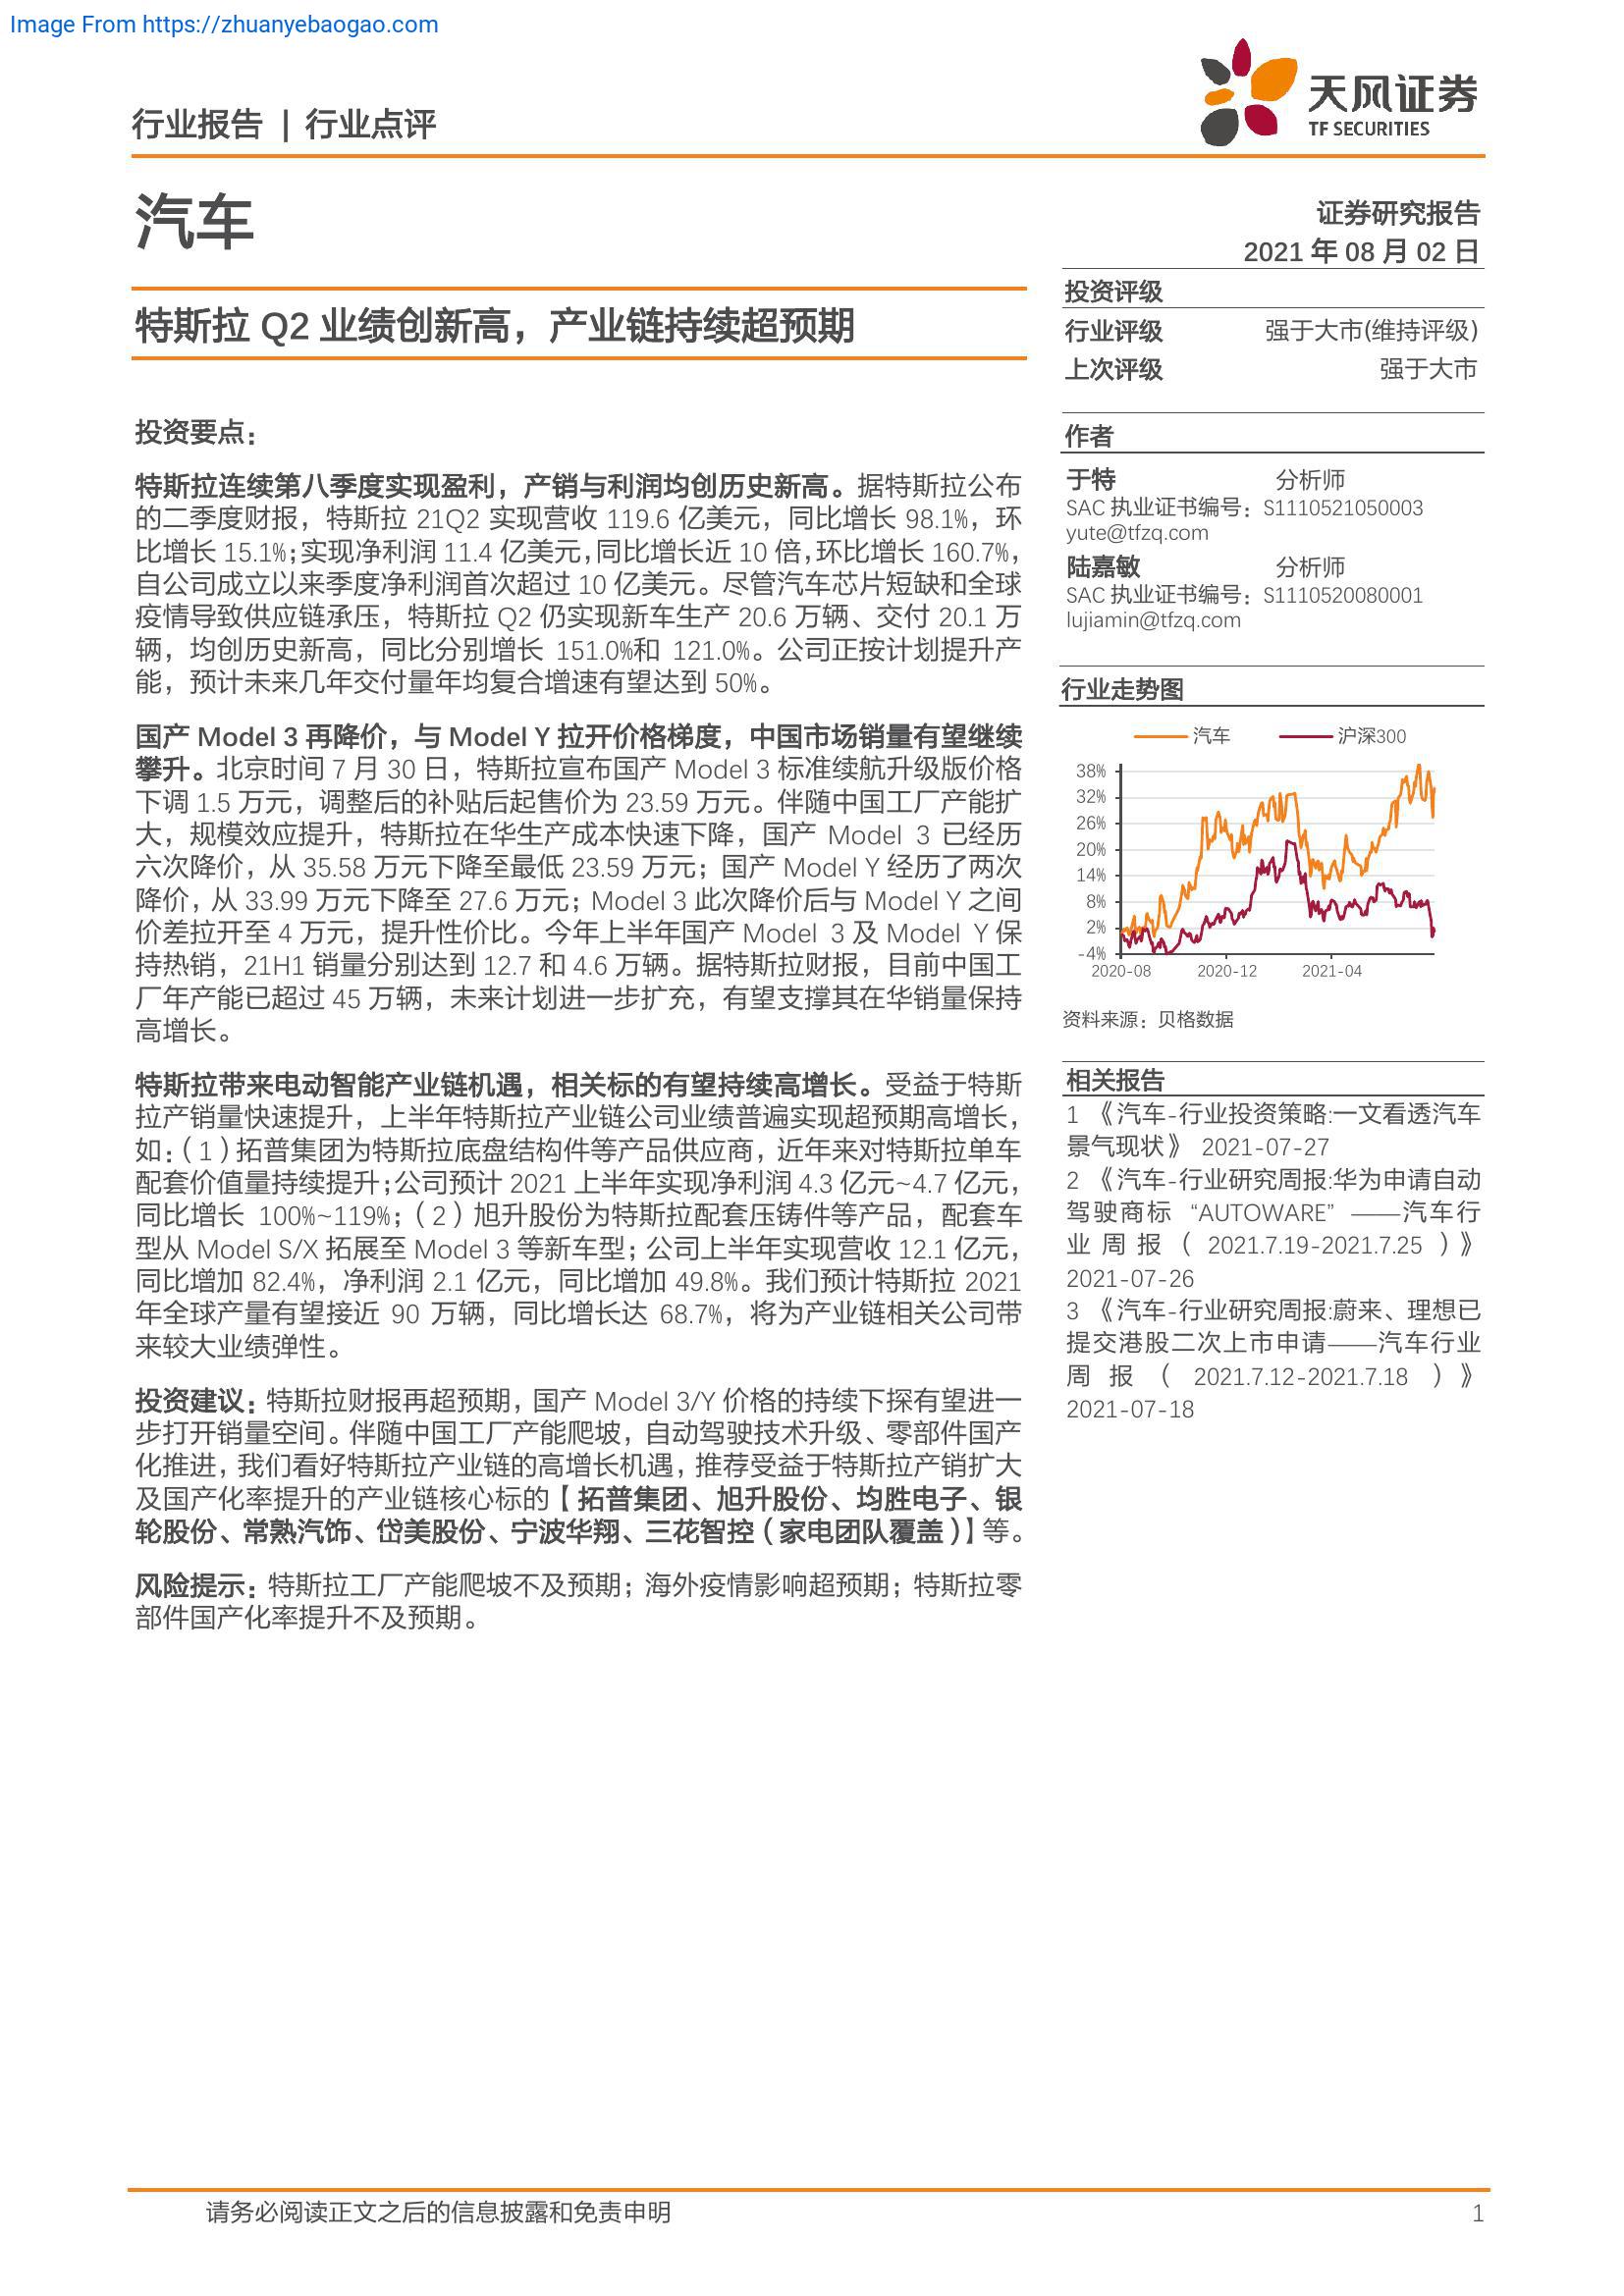 Image From https://zhuanyebaogao.com
行业报告 | 行业点评
天风证券
TF SECURITIES
汽车
证券研究报告
2021 年 08 月 02 日
特斯拉 Q2 业绩创新高，产业链持续超预期
投资评级
行业评级 强于大市(维持评级)
上次评级 强于大市
投资要点：
特斯拉连续第八季度实现盈利，产销与利润均创历史新高。据特斯拉公布
的二季度财报，特斯拉 21Q2 实现营收 119.6 亿美元，同比增长 98.1%，环
比增长 15.1%；实现净利润 11.4 亿美元，同比增长近 10 倍，环比增长 160.7%，
自公司成立以来季度净利润首次超过 10 亿美元。尽管汽车芯片短缺和全球
疫情导致供应链承压，特斯拉 Q2 仍实现新车生产 20.6 万辆、交付 20.1 万
辆，均创历史新高，同比分别增长 151.0%和 121.0%。公司正按计划提升产
能，预计未来几年交付量年均复合增速有望达到 50%。
国产 Model 3 再降价，与 Model Y 拉开价格梯度，中国市场销量有望继续
攀升。北京时间 7 月 30 日，特斯拉宣布国产 Model 3 标准续航升级版价格
下调 1.5 万元，调整后的补贴后起售价为 23.59 万元。伴随中国工厂产能扩
大，规模效应提升，特斯拉在华生产成本快速下降，国产 Model 3 已经历
六次降价，从 35.58 万元下降至最低 23.59 万元；国产 Model Y 经历了两次
降价，从 33.99 万元下降至 27.6 万元；Model 3 此次降价后与 Model Y 之间
价差拉开至 4 万元，提升性价比。今年上半年国产 Model 3 及 Model Y 保
持热销，21H1 销量分别达到 12.7 和 4.6 万辆。据特斯拉财报，目前中国工
厂年产能已超过 45 万辆，未来计划进一步扩充，有望支撑其在华销量保持
高增长。
特斯拉带来电动智能产业链机遇，相关标的有望持续高增长。受益于特斯
拉产销量快速提升，上半年特斯拉产业链公司业绩普遍实现超预期高增长，
如：（1）拓普集团为特斯拉底盘结构件等产品供应商，近年来对特斯拉单车
配套价值量持续提升；公司预计 2021 上半年实现净利润 4.3 亿元~4.7 亿元，
同比增长 100%~119%；（2）旭升股份为特斯拉配套压铸件等产品，配套车
型从 Model S/X 拓展至 Model 3 等新车型；公司上半年实现营收 12.1 亿元，
同比增加 82.4%，净利润 2.1 亿元，同比增加 49.8%。我们预计特斯拉 2021
年全球产量有望接近 90 万辆，同比增长达 68.7%，将为产业链相关公司带
来较大业绩弹性。
投资建议：特斯拉财报再超预期，国产 Model 3/Y 价格的持续下探有望进一
步打开销量空间。伴随中国工厂产能爬坡，自动驾驶技术升级、零部件国产
化推进，我们看好特斯拉产业链的高增长机遇，推荐受益于特斯拉产销扩大
及国产化率提升的产业链核心标的【拓普集团、旭升股份、均胜电子、银
轮股份、常熟汽饰、岱美股份、宁波华翔、三花智控（家电团队覆盖）】等。
风险提示：特斯拉工厂产能爬坡不及预期；海外疫情影响超预期；特斯拉零
部件国产化率提升不及预期。
作者
于特 分析师
SAC 执业证书编号：S1110521050003
yute@tfzq.com
陆嘉敏 分析师
SAC 执业证书编号：S1110520080001
lujiamin@tfzq.com
行业走势图
汽车 沪深300
38%
32%
26%
20%
14%
8%
2%
-4%
2020-08 2020-12 2021-04
资料来源：贝格数据
相关报告
1 《汽车-行业投资策略:一文看透汽车
景气现状》 2021-07-27
2 《汽车-行业研究周报:华为申请自动
驾驶商标 “AUTOWARE” ——汽车行
业周报（ 2021.7.19-2021.7.25 ）》
2021-07-26
3 《汽车-行业研究周报:蔚来、理想已
提交港股二次上市申请——汽车行业
周报（ 2021.7.12-2021.7.18 ）》
2021-07-18
请务必阅读正文之后的信息披露和免责申明 1